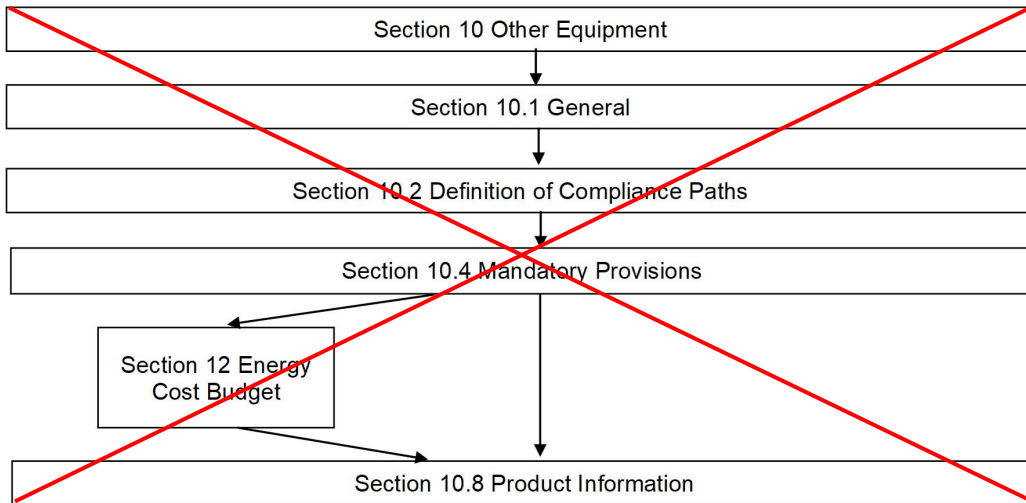 Section 10 Other Equipment
Section 10.1 General
Section 10.2 Definition of Compliance Paths
Section 10.4 Mandatory Provisions
Section 12 Energy
Cost Budget
Section 10.8 Product Information